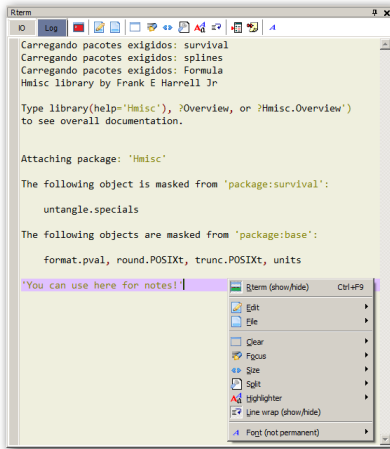 Rterm
IO Log
Carregando pacotes exigidos: survival
Carregando pacotes exigidos: splines
Carregando pacotes exigidos: Formula
Hmisc library by Frank E Harrell Jr
Type library(help='Hmisc'), ?Overview, or ?Hmisc.Overview')
to see overall documentation.
Attaching package: 'Hmisc'
The following object is masked from 'package:survival':
untangle.specials
The following objects are masked from 'package:base':
format.pval, round.POSIXt, trunc.POSIXt, units
'You can use here for notes!'
Rterm (show/hide) Ctrl+F9
Edit
File
Clear
Focus
Size
Split
Highlighter
Line wrap (show/hide)
Font (not permanent)